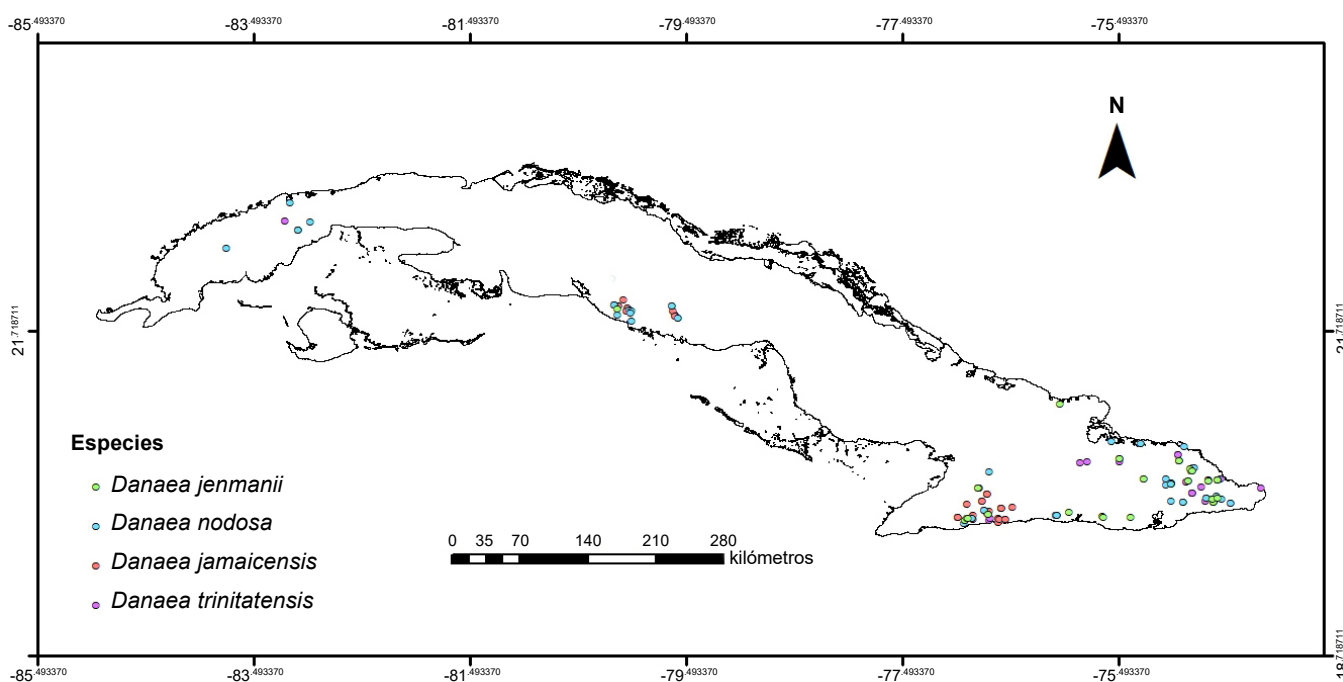 -85.493370 -83.493370 -81.493370 -79.493370 -77.493370 -75.493370
N
21.718711 21.718711
Especies
Danaea jenmanii
Danaea nodosa
Danaea jamaicensis
Danaea trinitatensis
0 35 70 140 210 280
kilómetros
18.718711
-85.493370 -83.493370 -81.493370 -79.493370 -77.493370 -75.493370